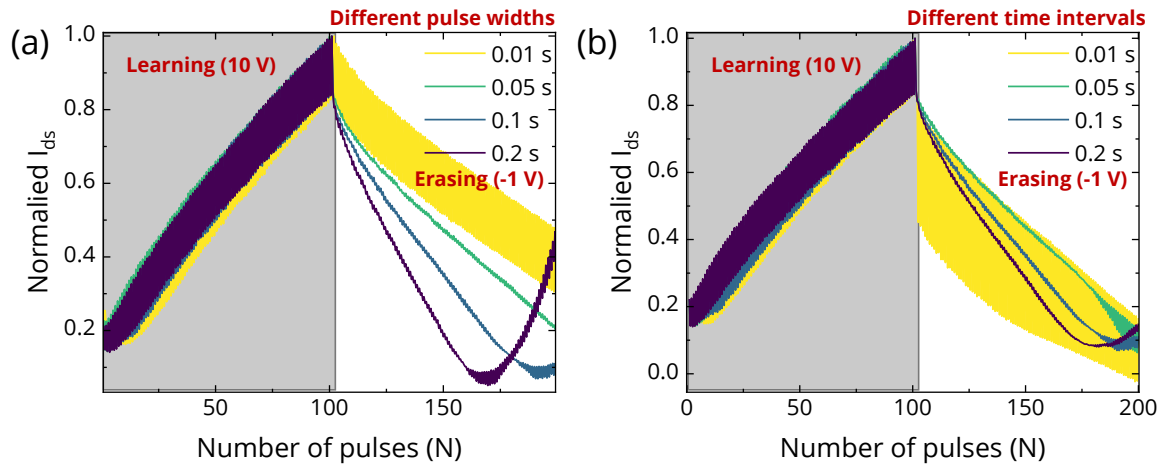 Different pulse widths
(a)
Learning (10 V)
0.01 s
0.05 s
0.1 s
0.2 s
Erasing (-1 V)
Normalied Ids
1.0
0.8
0.6
0.4
0.2
50
100
150
Number of pulses (N)
Different time intervals
(b)
Learning (10 V)
0.01 s
0.05 s
0.1 s
0.2 s
Erasing (-1 V)
Normalied Ids
1.0
0.8
0.6
0.4
0.2
0.0
0
50
100
150
200
Number of pulses (N)